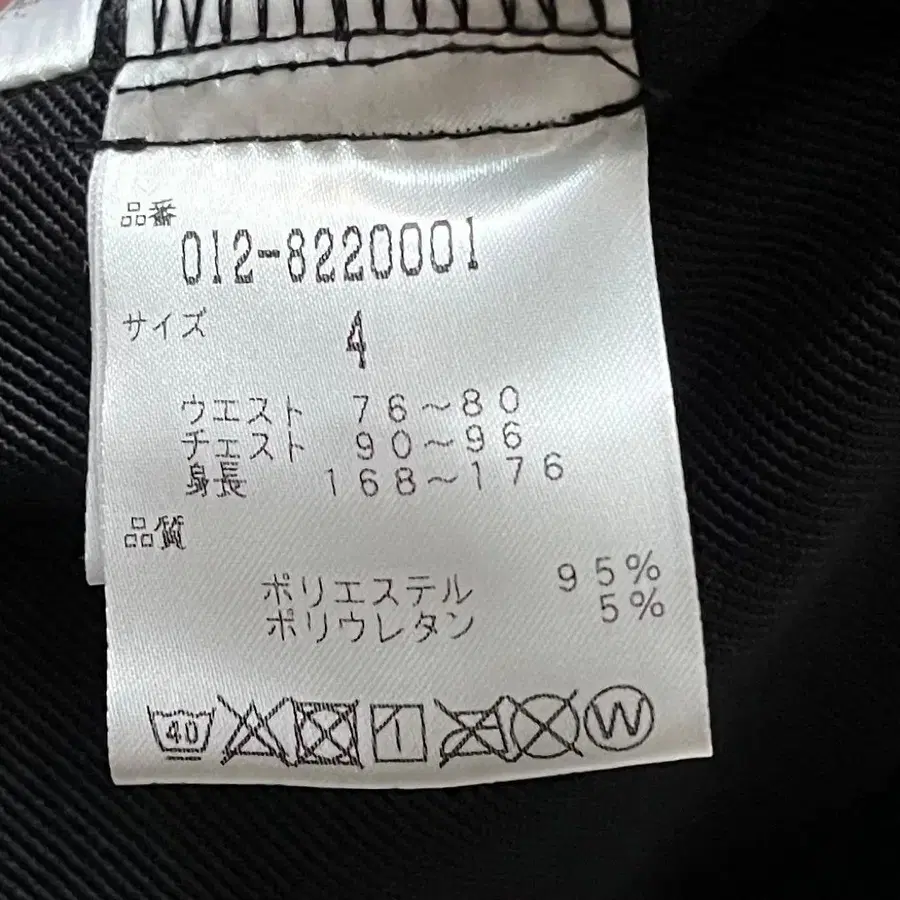 品番
012-8220001
サイズ 4
ウエスト 76~80
チェスト 90~96
身長 168~176
品質
ポリエステル 95%
ポリウレタン 5%
40 W